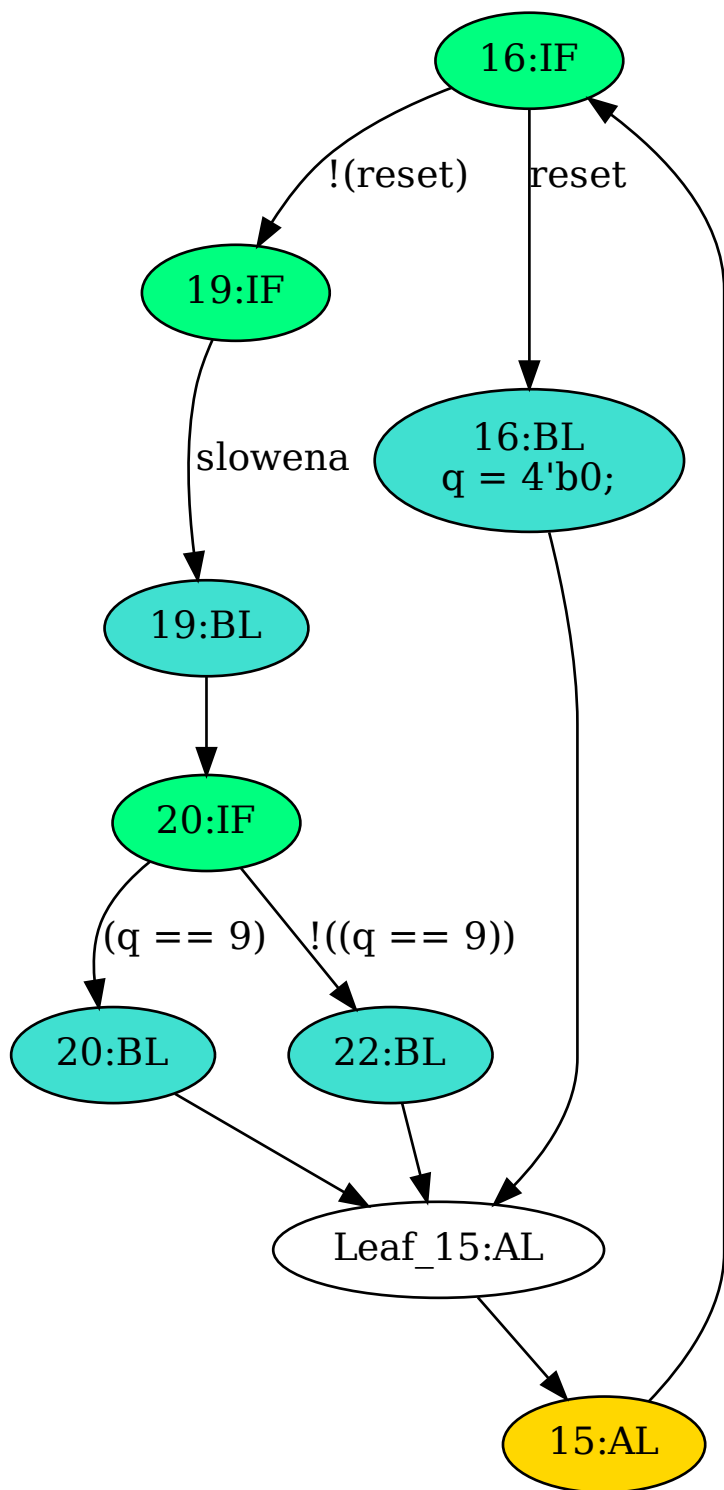 16:IF
!(reset)
reset
19:IF
16:BL
q = 4'b0;
slowena
19:BL
20:IF
(q == 9)
!((q == 9))
20:BL
22:BL
Leaf_15:AL
15:AL